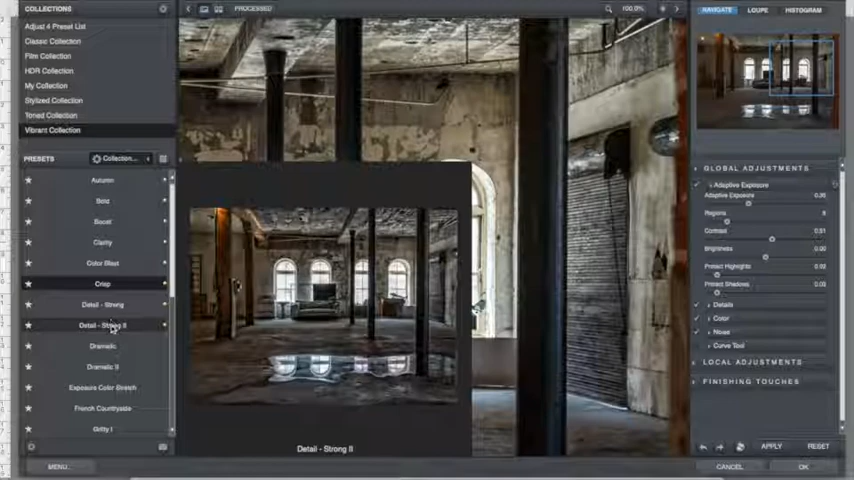 COLLECTIONS
Adjust 4 Preset List
Classic Collection
Film Collection
HDR Collection
My Collection
Stylized Collection
Toned Collection
Vibrant Collection
PRESETS
Collection...
Autumn
Bold
Boost
Clarity
Color Blast
Crisp
Detail - Strong
Detail - Strong II
Dramatic
Dramatic II
Exposure Color Stretch
French Countryside
Gritty I
MENU...
PROCESSED
100.0%
Detail - Strong II
NAVIGATE LOUPE HISTOGRAM
GLOBAL ADJUSTMENTS
Adaptive Exposure
Adaptive Exposure
Regions
Contrast
Brightness 0.00
Protect Highlights
Protect Shadows
Details
Color
Noise
Curve Tool
LOCAL ADJUSTMENTS
FINISHING TOUCHES
APPLY RESET
CANCEL OK